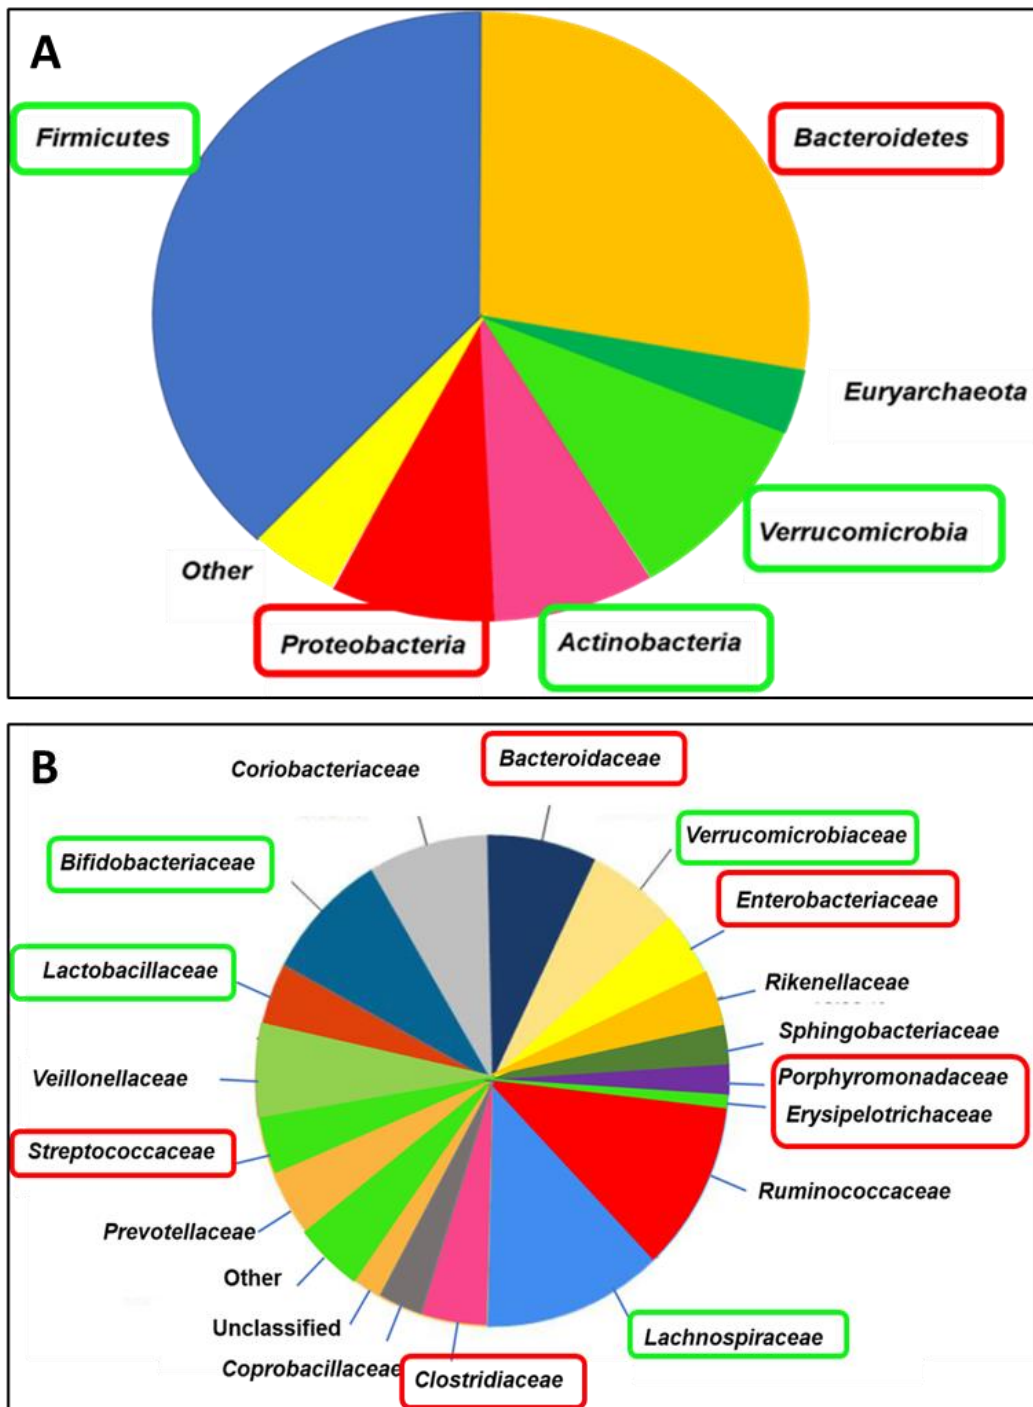 A
Firmicutes
Bacteroidetes
Euryarchaeota
Verrucomicrobia
Other
Proteobacteria
Actinobacteria
B
Coriobacteriaceae
Bacteroidaceae
Verrucomicrobiaceae
Bifidobacteriaceae
Enterobacteriaceae
Lactobacillaceae
Rikenellaceae
Sphingobacteriaceae
Veillonellaceae
Porphyromonadaceae
Erysipelotrichaceae
Streptococcaceae
Ruminococcaceae
Prevotellaceae
Other
Unclassified
Lachnospiraceae
Coprobacillaceae
Clostridiaceae